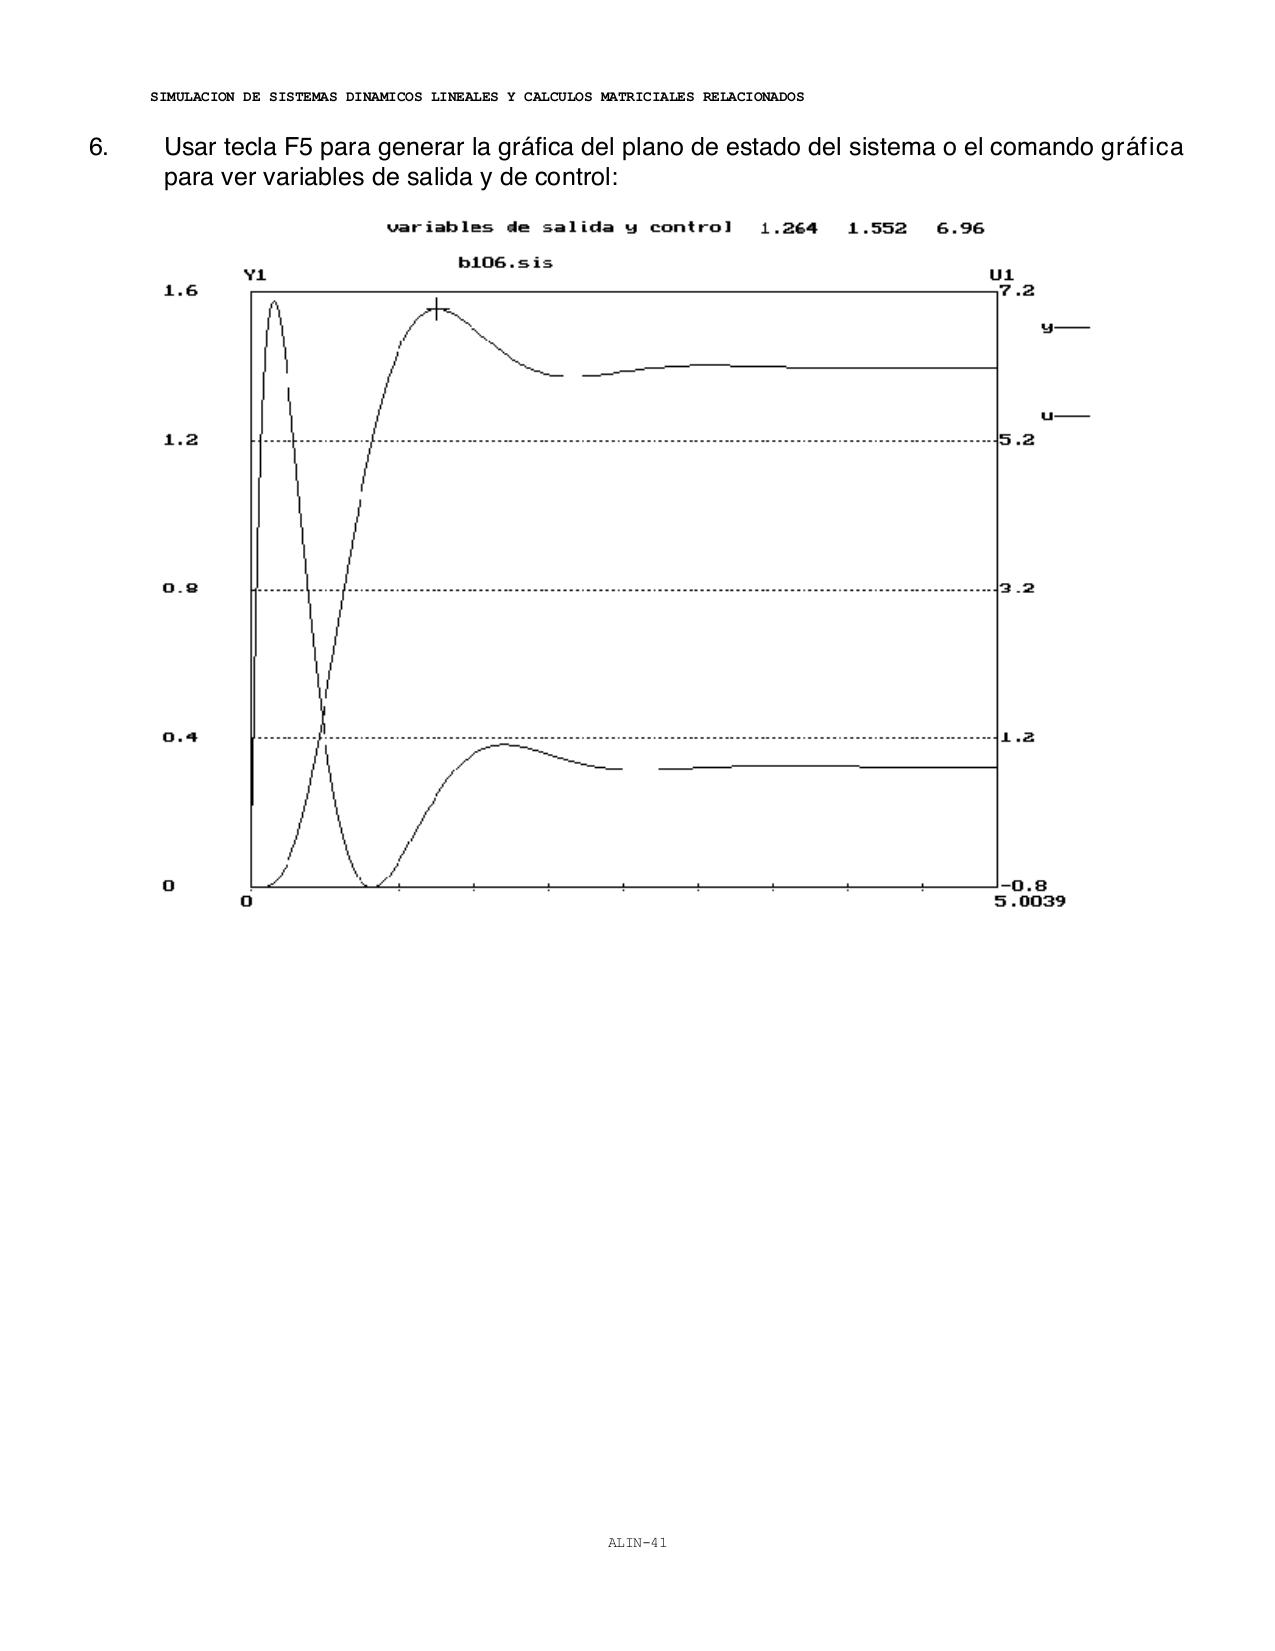 SIMULACION DE SISTEMAS DINAMICOS LINEALES Y CALCULOS MATRICIALES RELACIONADOS
6. Usar tecla F5 para generar la gráfica del plano de estado del sistema o el comando gráfica
para ver variables de salida y de control:
variables de salida y control 1.264 1.552 6.96
b106.sis
Y1 U1
1.6 7.2
y
u
1.2 5.2
0.8 3.2
0.4 1.2
0 -0.8
0 5.0039
ALIN-41